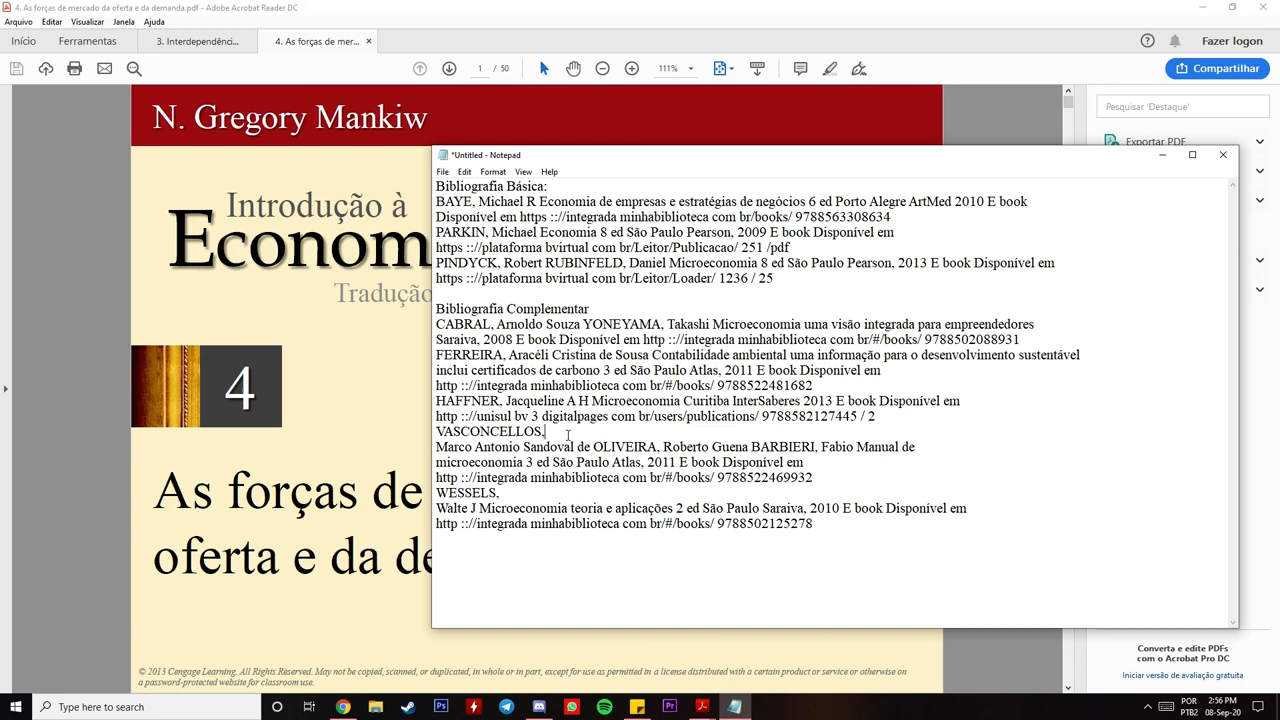 4. As forças de mercado da oferta e da demanda.pdf - Adobe Acrobat Reader DC
Arquivo Editar Visualizar Janela Ajuda
Início Ferramentas 3. Interdependênci... 4. As forças de mer... × Fazer logon
1 / 50 111% Compartilhar
N. Gregory Mankiw
Pesquisar 'Destaque'
Exportar PDF
Introdução à
Econom
Tradução
4
As forças de
oferta e da de
*Untitled - Notepad
File Edit Format View Help
Bibliografia Básica:
BAYE, Michael R Economia de empresas e estratégias de negócios 6 ed Porto Alegre ArtMed 2010 E book
Disponível em https :://integrada minhabiblioteca com br/books/ 9788563308634
PARKIN, Michael Economia 8 ed São Paulo Pearson, 2009 E book Disponível em
https :://plataforma bvirtual com br/Leitor/Publicacao/ 251 /pdf
PINDYCK, Robert RUBINFELD, Daniel Microeconomia 8 ed São Paulo Pearson, 2013 E book Disponível em
https :://plataforma bvirtual com br/Leitor/Loader/ 1236 / 25
Bibliografia Complementar
CABRAL, Arnoldo Souza YONEYAMA, Takashi Microeconomia uma visão integrada para empreendedores
Saraiva, 2008 E book Disponível em http :://integrada minhabiblioteca com br/#/books/ 9788502088931
FERREIRA, Aracéli Cristina de Sousa Contabilidade ambiental uma informação para o desenvolvimento sustentável
inclui certificados de carbono 3 ed São Paulo Atlas, 2011 E book Disponível em
http :://integrada minhabiblioteca com br/#/books/ 9788522481682
HAFFNER, Jacqueline A H Microeconomia Curitiba InterSaberes 2013 E book Disponível em
http :://unisul bv 3 digitalpages com br/users/publications/ 9788582127445 / 2
VASCONCELLOS,
Marco Antonio Sandoval de OLIVEIRA, Roberto Guena BARBIERI, Fabio Manual de
microeconomia 3 ed São Paulo Atlas, 2011 E book Disponível em
http :://integrada minhabiblioteca com br/#/books/ 9788522469932
WESSELS,
Walte J Microeconomia teoria e aplicações 2 ed São Paulo Saraiva, 2010 E book Disponível em
http :://integrada minhabiblioteca com br/#/books/ 9788502125278
© 2013 Cengage Learning. All Rights Reserved. May not be copied, scanned, or duplicated, in whole or in part, except for use as permitted in a license distributed with a certain product or service or otherwise on
a password-protected website for classroom use.
Converta e edite PDFs
com o Acrobat Pro DC
Iniciar versão de avaliação gratuita
Type here to search
POR
PTB2
2:56 PM
08-Sep-20